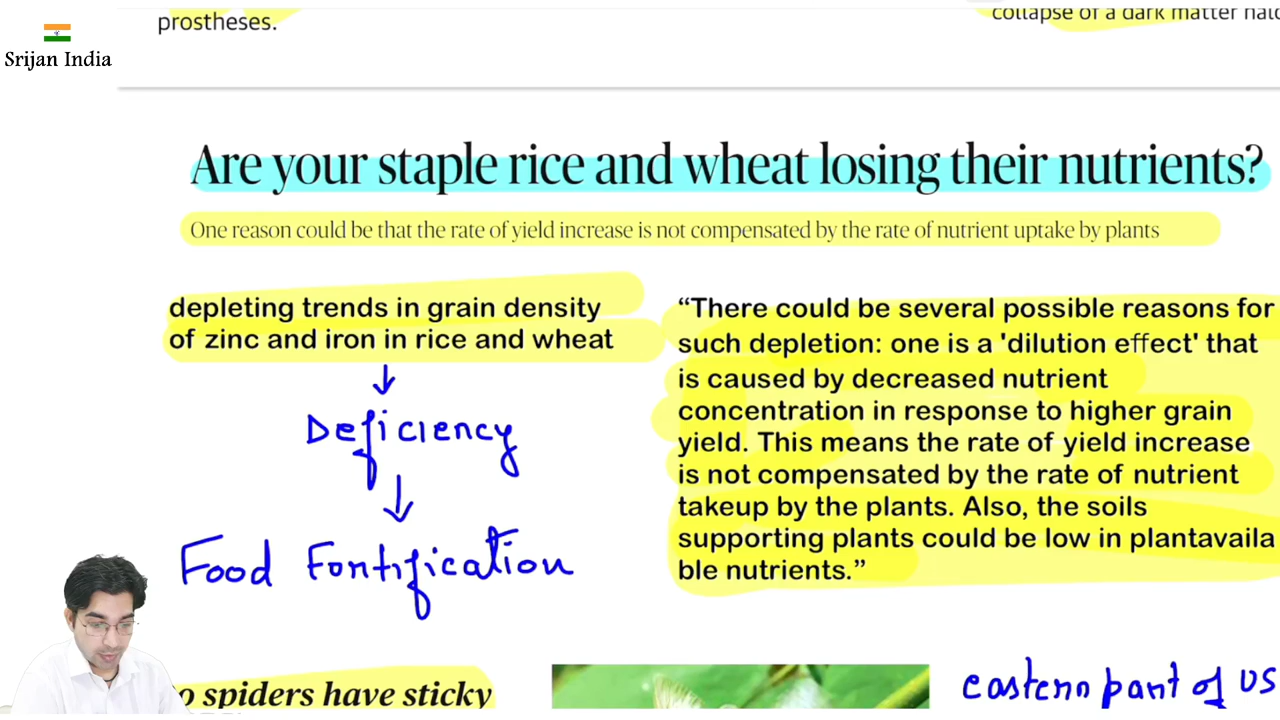 prostheses.
collapse of a dark matter halo
Srijan India
Are your staple rice and wheat losing their nutrients?
One reason could be that the rate of yield increase is not compensated by the rate of nutrient uptake by plants
depleting trends in grain density
of zinc and iron in rice and wheat
Deficiency
Food Fortification
“There could be several possible reasons for
such depletion: one is a 'dilution effect' that
is caused by decreased nutrient
concentration in response to higher grain
yield. This means the rate of yield increase
is not compensated by the rate of nutrient
takeup by the plants. Also, the soils
supporting plants could be low in plantavaila
ble nutrients.”
o spiders have sticky
eastern part of US